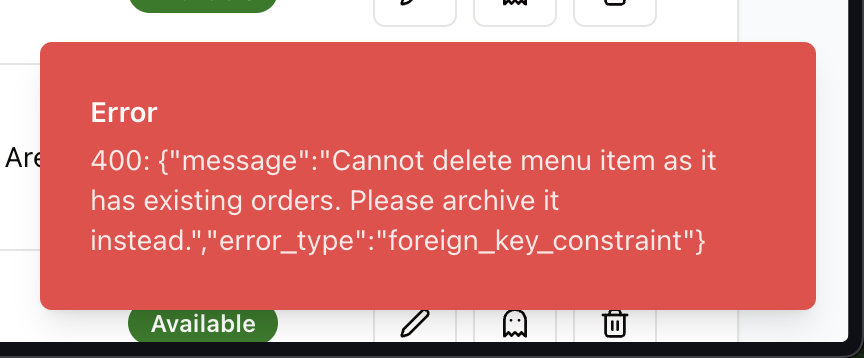 Error
Are
400: {"message":"Cannot delete menu item as it
has existing orders. Please archive it
instead.","error_type":"foreign_key_constraint"}
Available